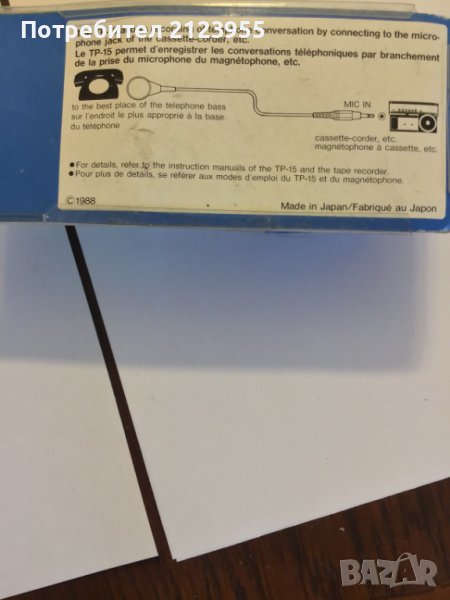 Потребител 2123955
conversation by connecting to the micro-
phone jack of the cassette-corder, etc.
Le TP-15 permet d'enregistrer les conversations téléphoniques par branchement
de la prise du microphone du magnétophone, etc.
MIC IN
to the best place of the telephone bass
sur l'endroit le plus approprié à la base
du téléphone
cassette-corder, etc.
magnétophone à cassette, etc.
●For details, refer to the instruction manuals of the TP-15 and the tape recorder.
●Pour plus de détails, se référer aux modes d'emploi du TP-15 et du magnétophone.
©1988
Made in Japan/Fabriqué au Japon
BAZAR